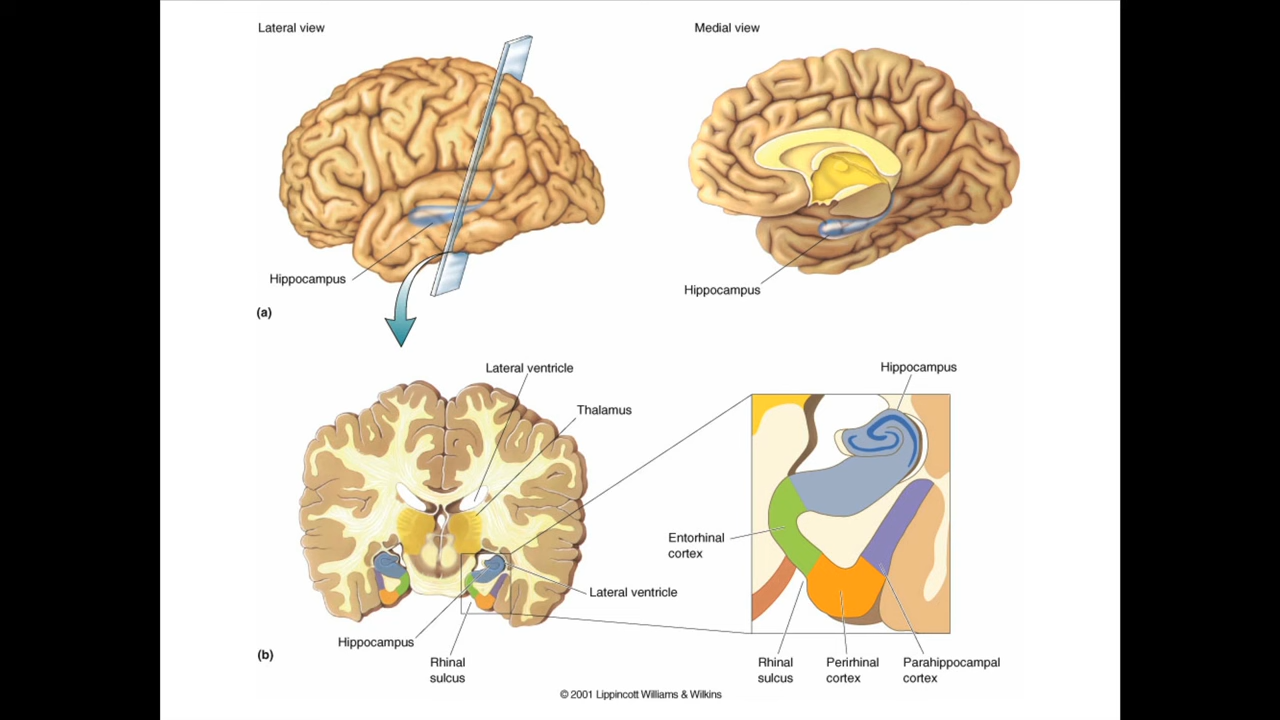 Lateral view
Medial view
Hippocampus
Hippocampus
(a)
Lateral ventricle
Thalamus
Hippocampus
Entorhinal
cortex
Lateral ventricle
Hippocampus
(b)
Rhinal
sulcus
Rhinal
sulcus
Perirhinal
cortex
Parahippocampal
cortex
© 2001 Lippincott Williams & Wilkins